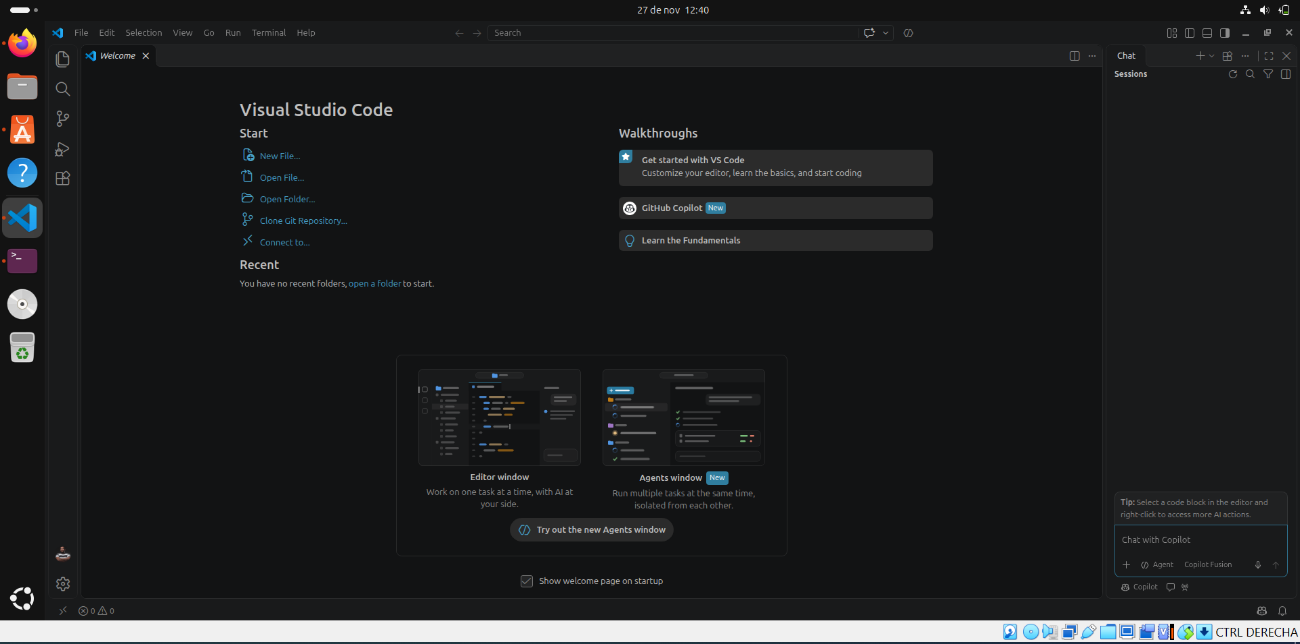 27 de nov 12:40
File Edit Selection View Go Run Terminal Help
Search
Welcome
Chat
Sessions
Visual Studio Code
Start
New File...
Open File...
Open Folder...
Clone Git Repository...
Connect to...
Recent
You have no recent folders, open a folder to start.
Walkthroughs
Get started with VS Code
Customize your editor, learn the basics, and start coding
GitHub Copilot New
Learn the Fundamentals
Editor window
Work on one task at a time, with AI at
your side.
Agents window New
Run multiple tasks at the same time,
isolated from each other.
Try out the new Agents window
Show welcome page on startup
Tip: Select a code block in the editor and
right-click to access more AI actions.
Chat with Copilot
Agent Copilot Fusion
Copilot
0 0
CTRL DERECHA